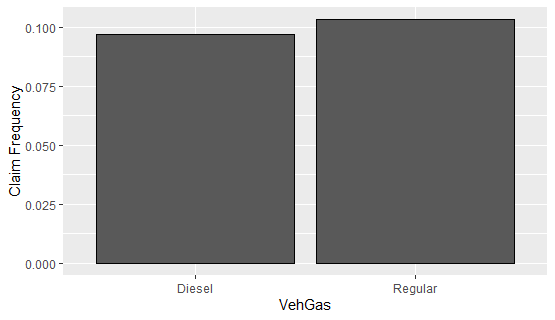 0.100
0.075
0.050
0.025
0.000
Claim Frequency
Diesel
Regular
VehGas